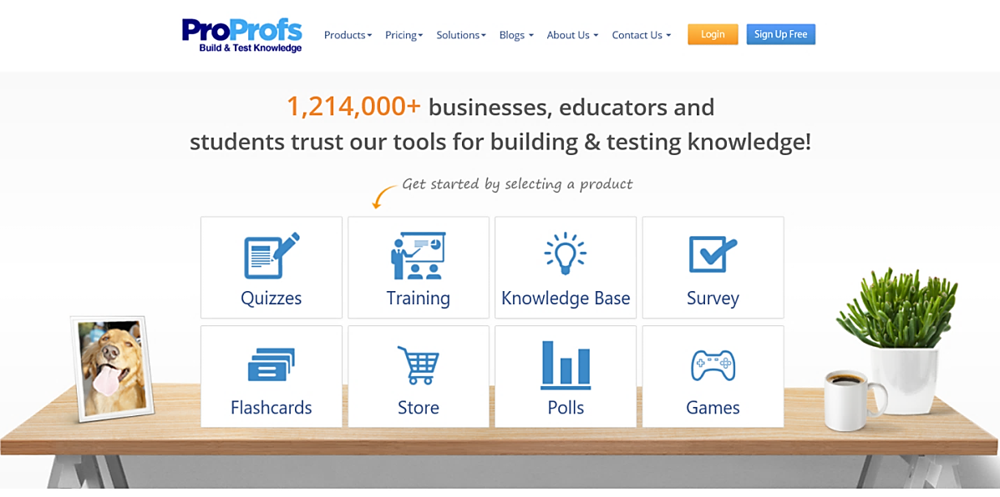 ProProfs
Build & Test Knowledge
Products
Pricing
Solutions
Blogs
About Us
Contact Us
Login
Sign Up Free
1,214,000+ businesses, educators and
students trust our tools for building & testing knowledge!
Get started by selecting a product
Quizzes
Training
Knowledge Base
Survey
Flashcards
Store
Polls
Games